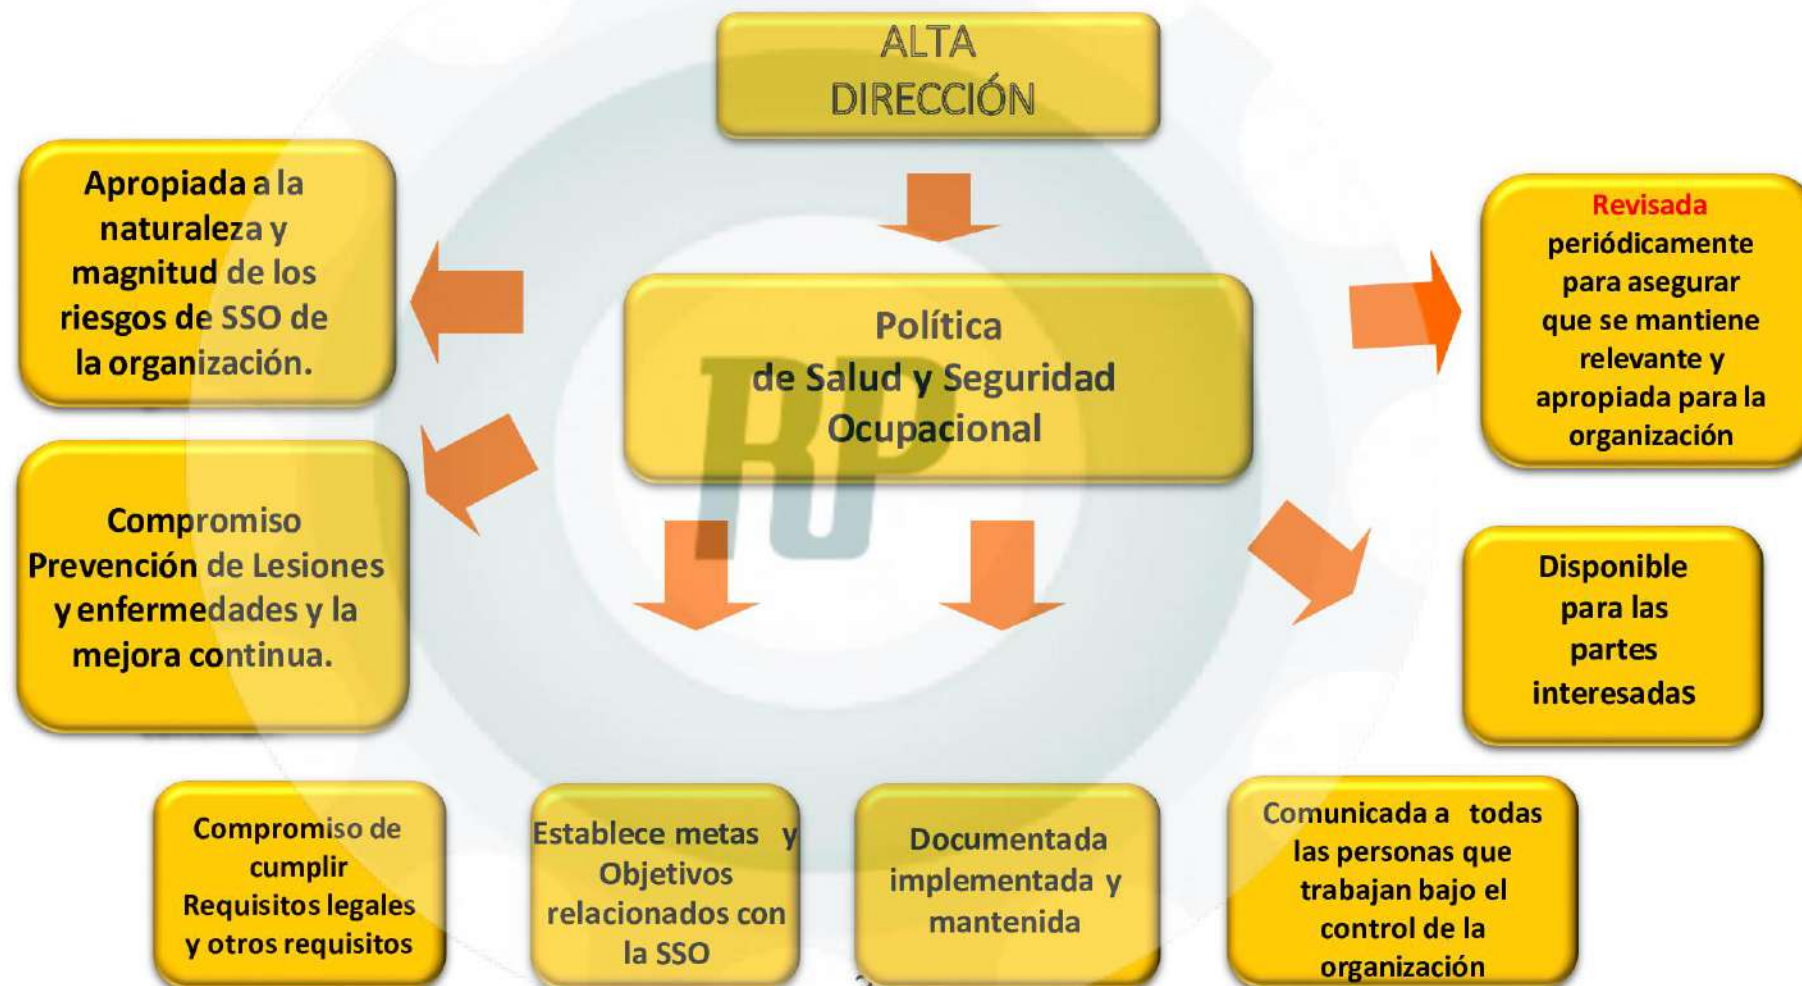 ALTA
DIRECCIÓN
Apropiada a la
naturaleza y
magnitud de los
riesgos de SSO de
la organización.
Revisada
periódicamente
para asegurar
que se mantiene
relevante y
apropiada para la
organización
Política
de Salud y Seguridad
Ocupacional
RP
Compromiso
Prevención de Lesiones
y enfermedades y la
mejora continua.
Disponible
para las
partes
interesadas
Compromiso de
cumplir
Requisitos legales
y otros requisitos
Establece metas y
Objetivos
relacionados con
la SSO
Documentada
implementada y
mantenida
Comunicada a todas
las personas que
trabajan bajo el
control de la
organización